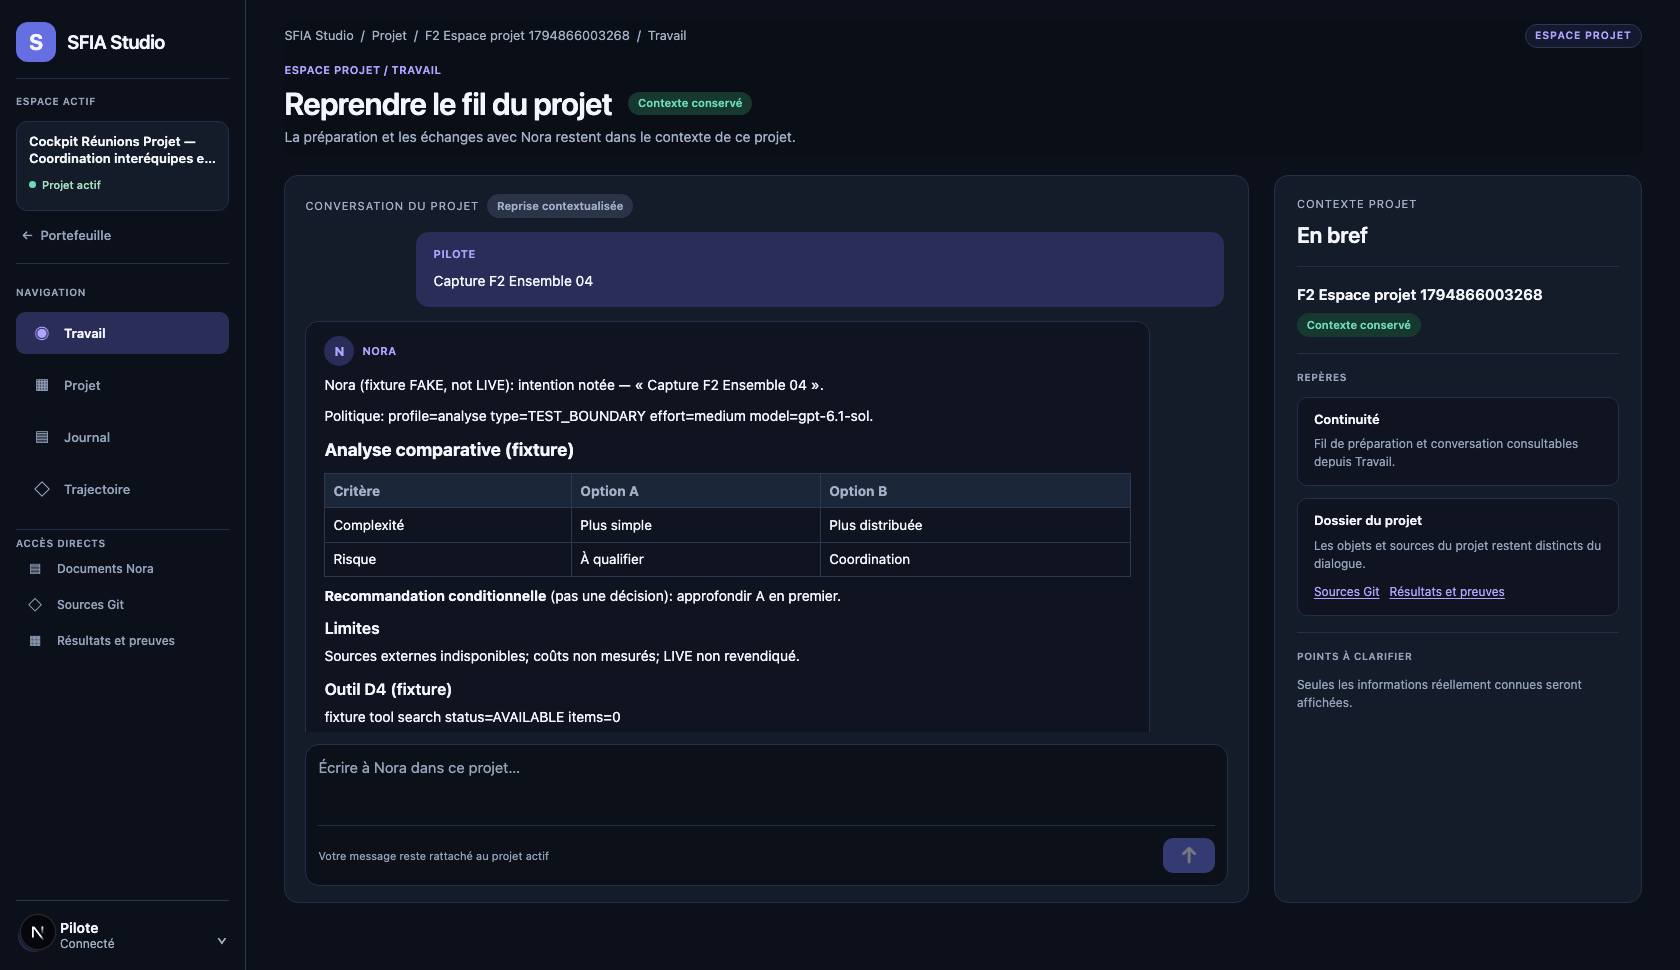 S SFIA Studio
ESPACE ACTIF
Cockpit Réunions Projet —
Coordination interéquipes e...
Projet actif
← Portefeuille
NAVIGATION
Travail
Projet
Journal
Trajectoire
ACCÈS DIRECTS
Documents Nora
Sources Git
Résultats et preuves
N Pilote
Connecté
SFIA Studio / Projet / F2 Espace projet 1794866003268 / Travail
ESPACE PROJET
ESPACE PROJET / TRAVAIL
Reprendre le fil du projet Contexte conservé
La préparation et les échanges avec Nora restent dans le contexte de ce projet.
CONVERSATION DU PROJET Reprise contextualisée
PILOTE
Capture F2 Ensemble 04
N NORA
Nora (fixture FAKE, not LIVE): intention notée — « Capture F2 Ensemble 04 ».
Politique: profile=analyse type=TEST_BOUNDARY effort=medium model=gpt-6.1-sol.
Analyse comparative (fixture)
Critère Option A Option B
Complexité Plus simple Plus distribuée
Risque À qualifier Coordination
Recommandation conditionnelle (pas une décision): approfondir A en premier.
Limites
Sources externes indisponibles; coûts non mesurés; LIVE non revendiqué.
Outil D4 (fixture)
fixture tool search status=AVAILABLE items=0
Écrire à Nora dans ce projet...
Votre message reste rattaché au projet actif
CONTEXTE PROJET
En bref
F2 Espace projet 1794866003268
Contexte conservé
REPÈRES
Continuité
Fil de préparation et conversation consultables
depuis Travail.
Dossier du projet
Les objets et sources du projet restent distincts du
dialogue.
Sources Git Résultats et preuves
POINTS À CLARIFIER
Seules les informations réellement connues seront
affichées.